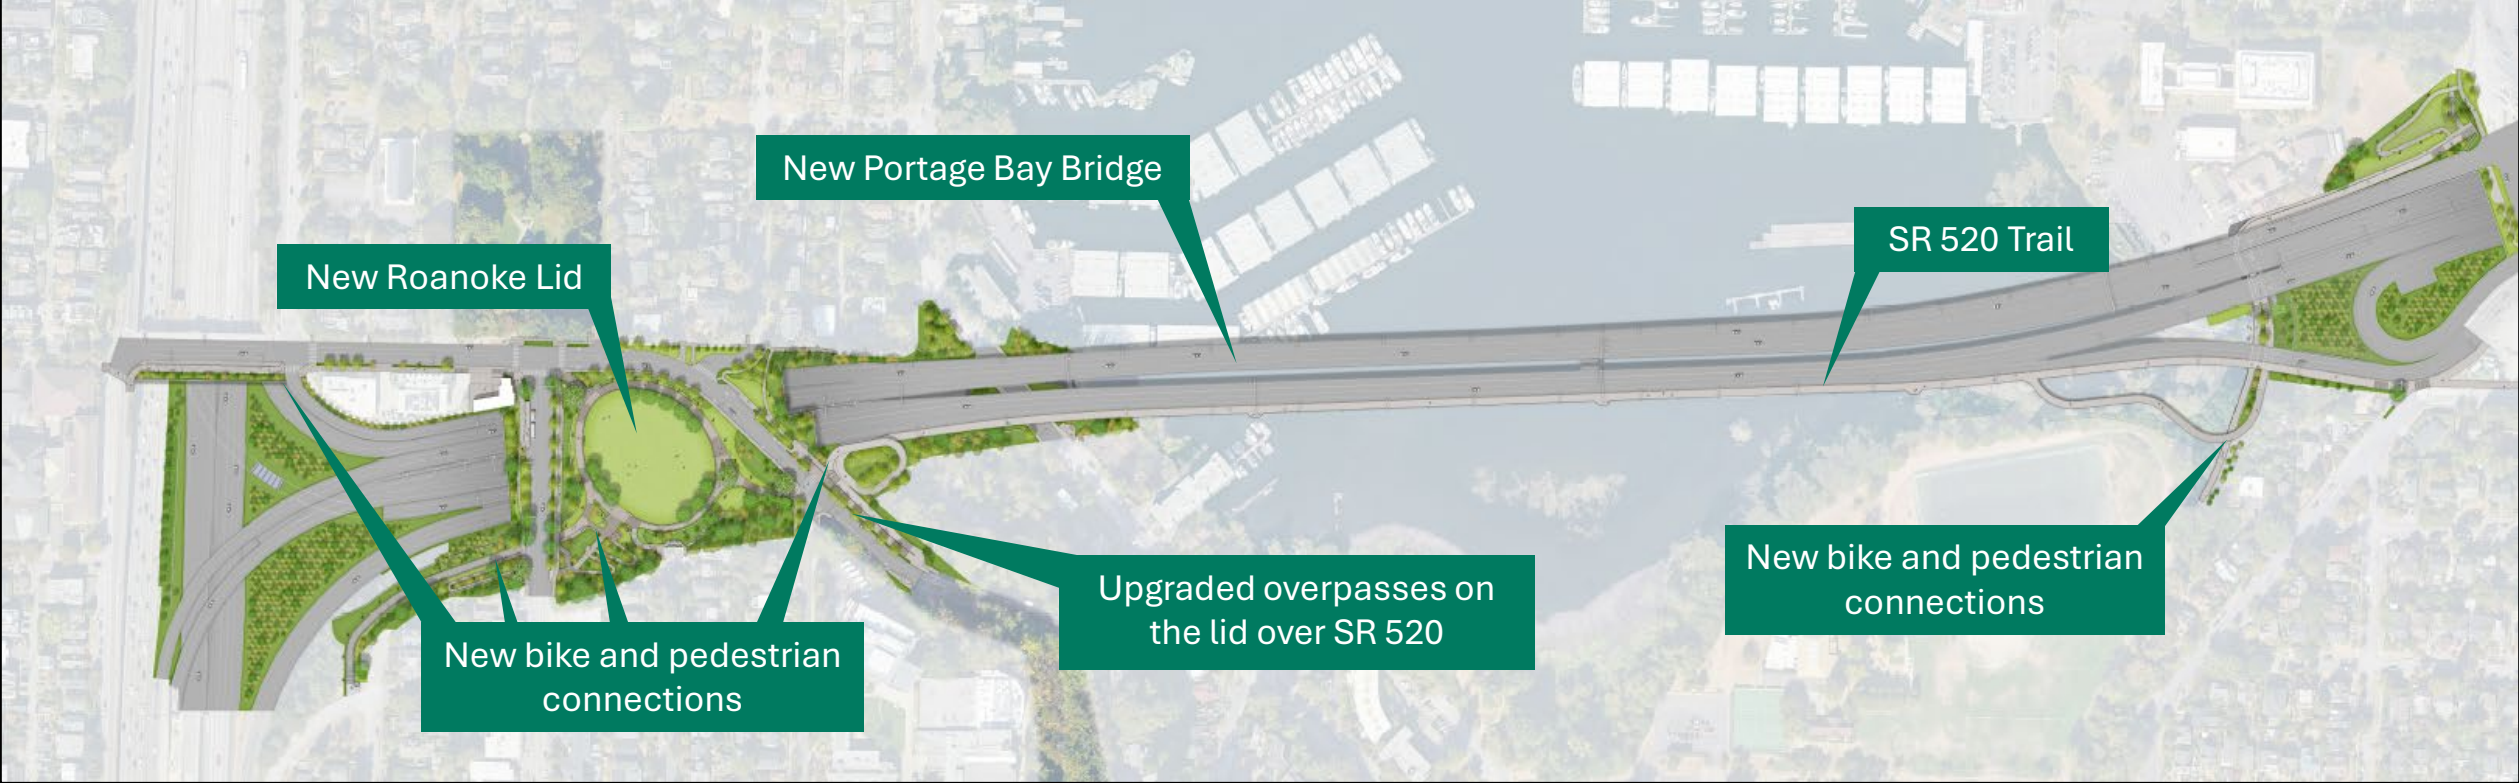 New Portage Bay Bridge
SR 520 Trail
New Roanoke Lid
New bike and pedestrian
connections
Upgraded overpasses on
the lid over SR 520
New bike and pedestrian
connections